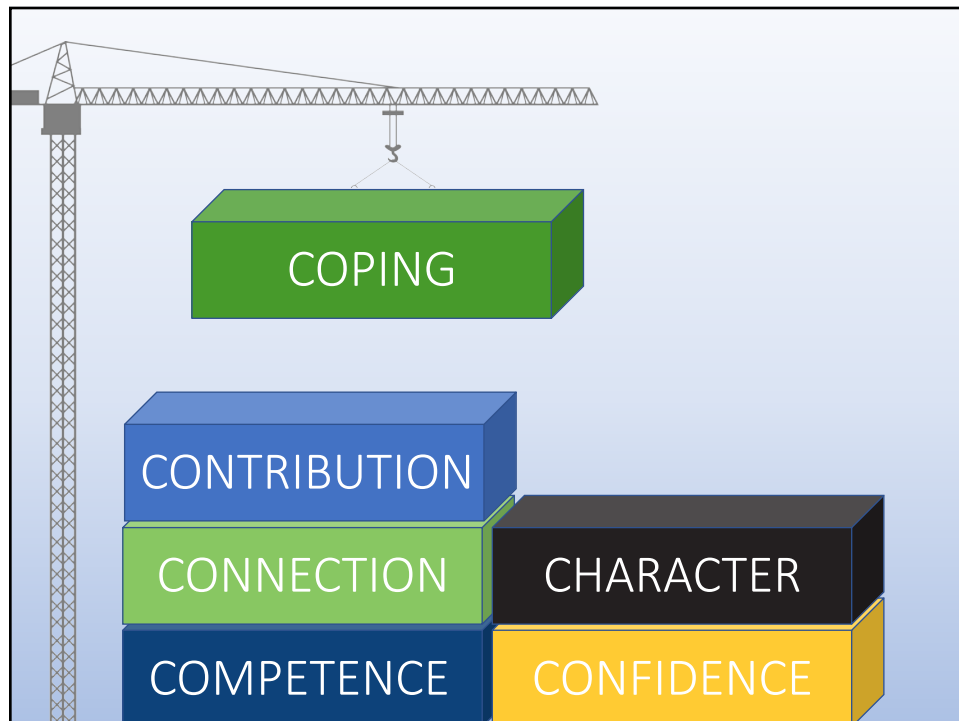 COPING
CONTRIBUTION
CONNECTION
CHARACTER
COMPETENCE
CONFIDENCE